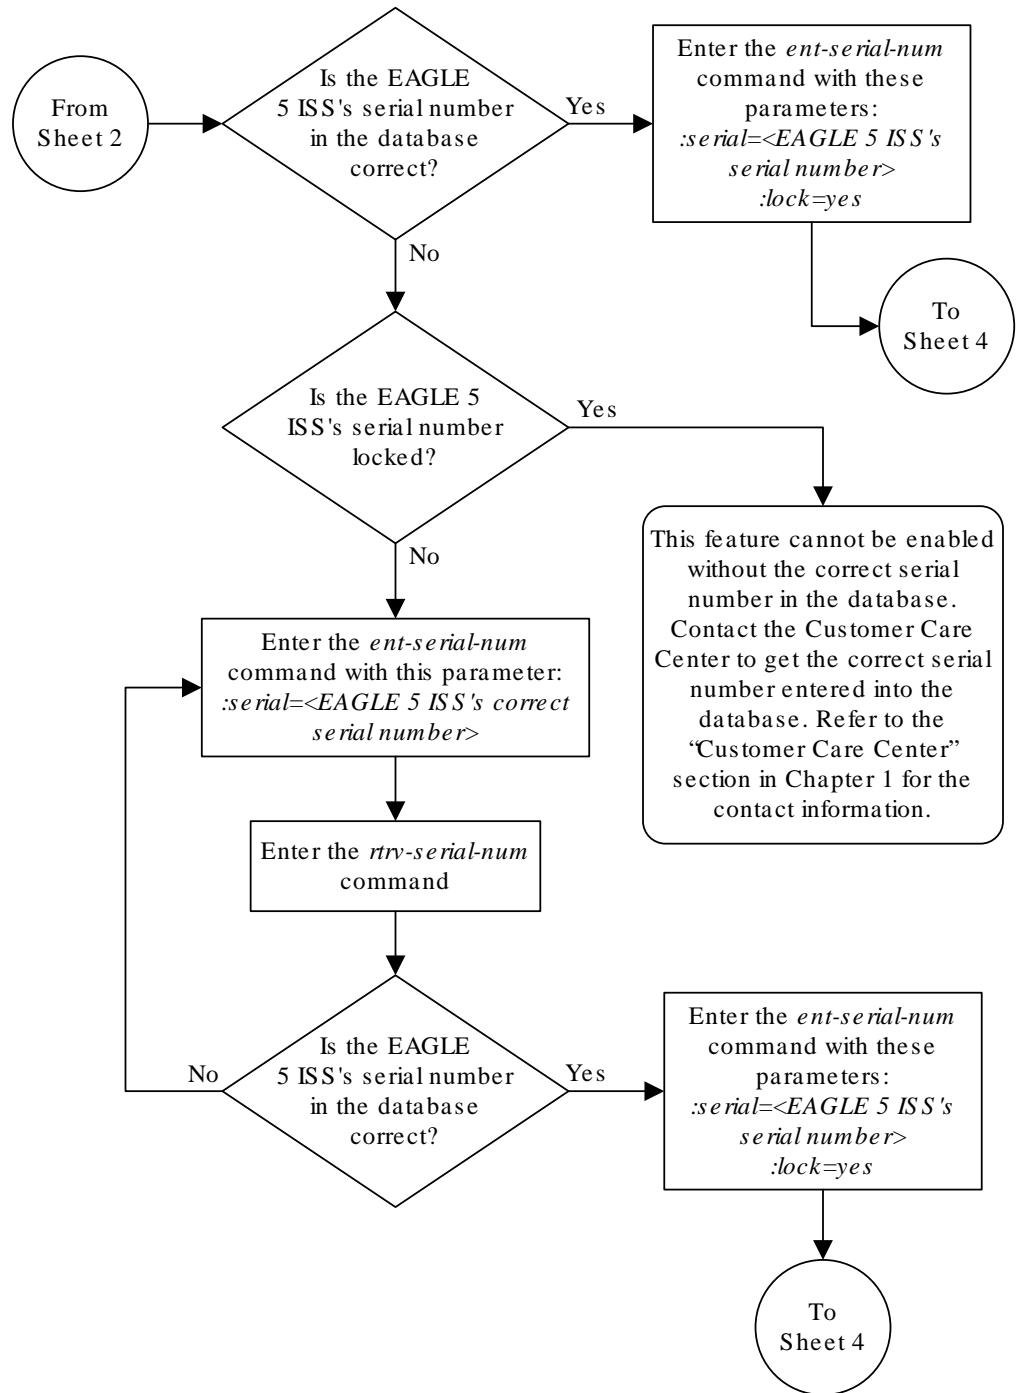 From
Sheet 2
Is the EAGLE
5 ISS's serial number
in the database
correct?
Yes
Enter the ent-serial-num
command with these
parameters:
:serial=<EAGLE 5 ISS's
serial number>
:lock=yes
No
To
Sheet 4
Is the EAGLE 5
ISS's serial number
locked?
Yes
This feature cannot be enabled
without the correct serial
number in the database.
Contact the Customer Care
Center to get the correct serial
number entered into the
database. Refer to the
“Customer Care Center”
section in Chapter 1 for the
contact information.
No
Enter the ent-serial-num
command with this parameter:
:serial=<EAGLE 5 ISS's correct
serial number>
Enter the rtrv-serial-num
command
Is the EAGLE
5 ISS's serial number
in the database
correct?
No
Yes
Enter the ent-serial-num
command with these
parameters:
:serial=<EAGLE 5 ISS's
serial number>
:lock=yes
To
Sheet 4